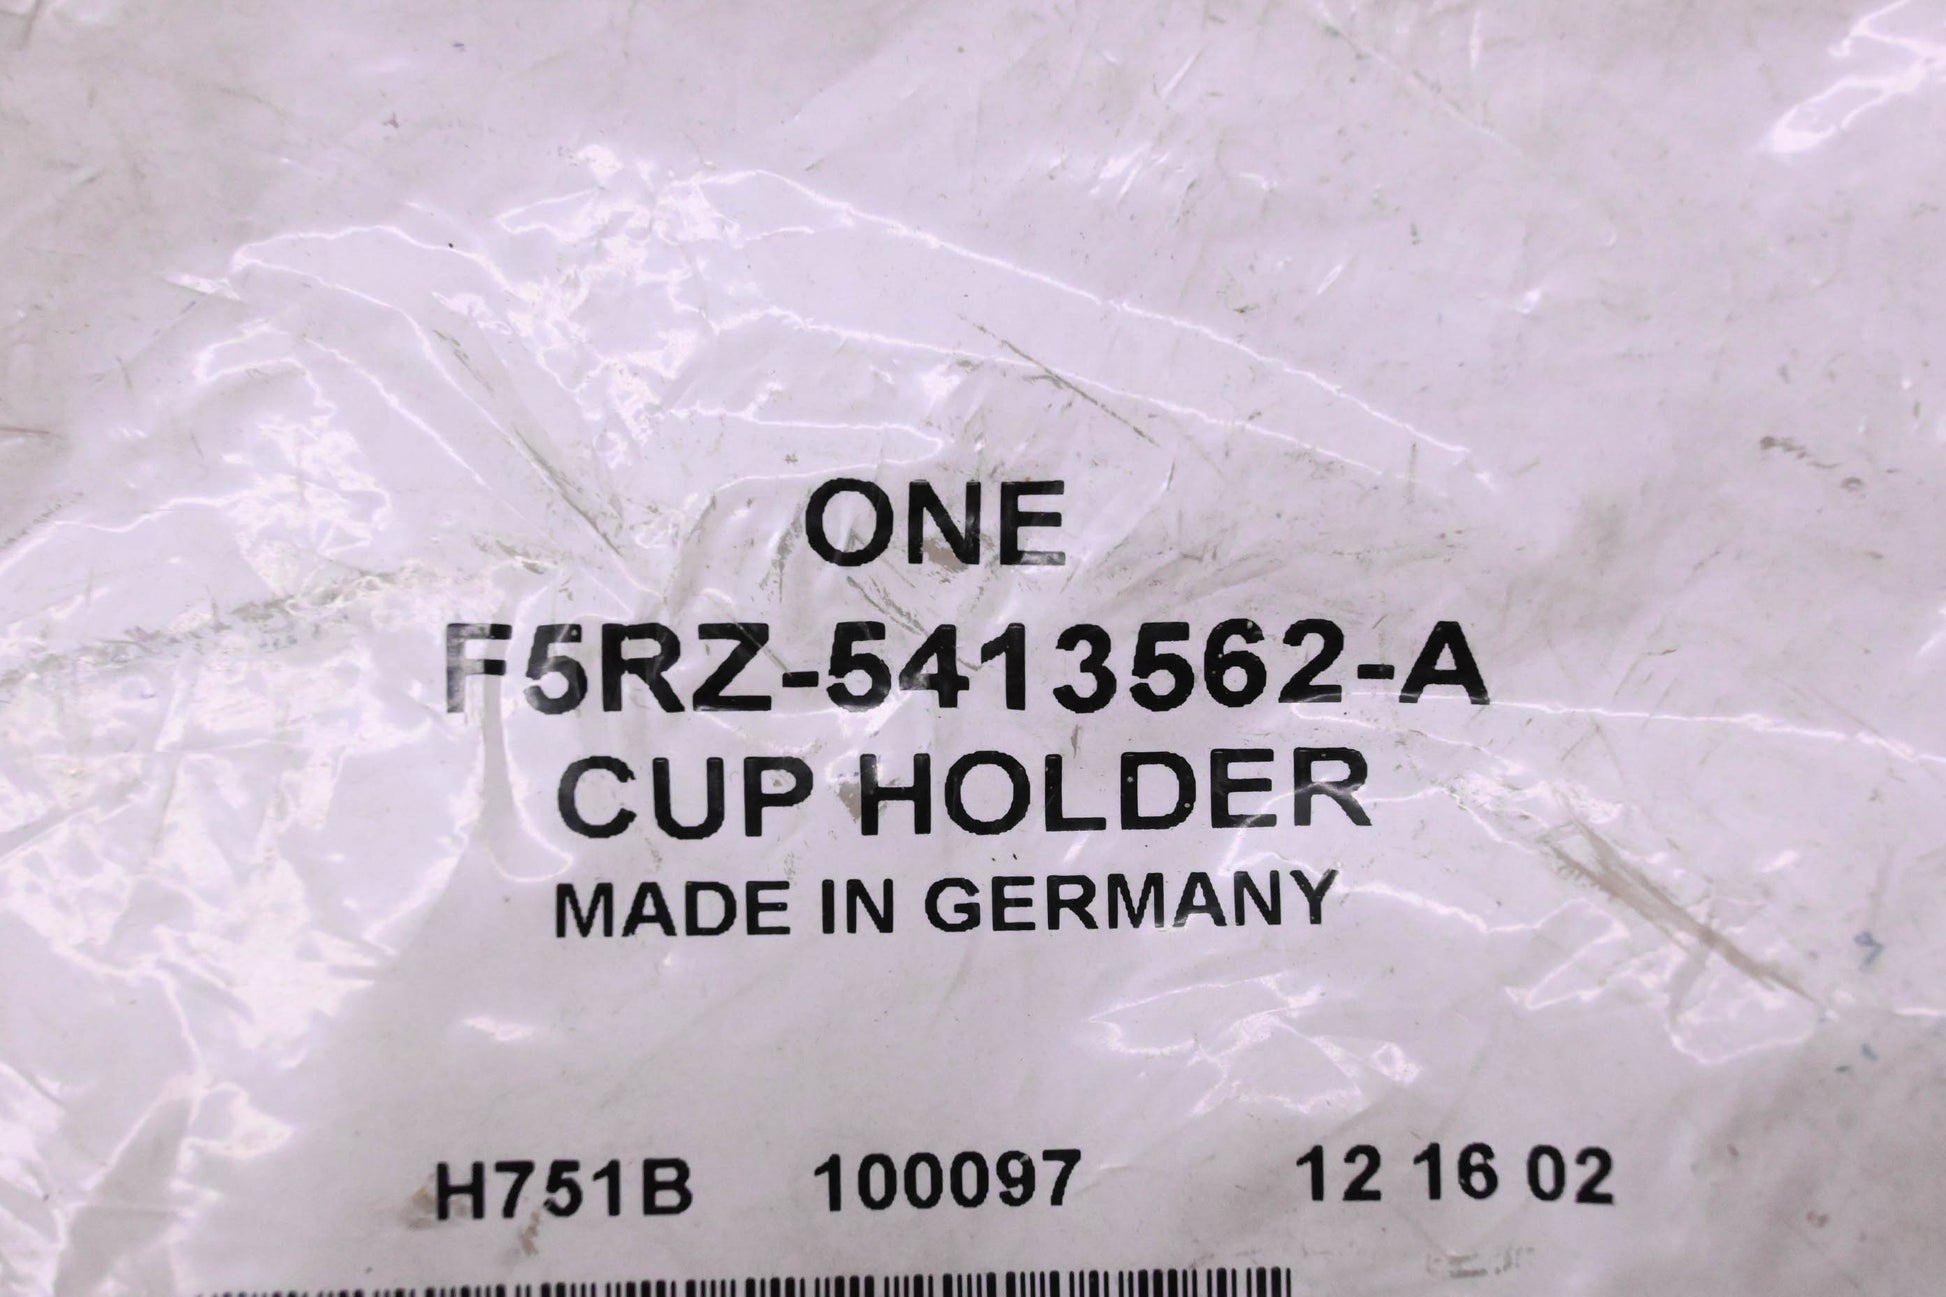 ONE
F5RZ-5413562-A
CUP HOLDER
MADE IN GERMANY
H751B 100097 12 16 02